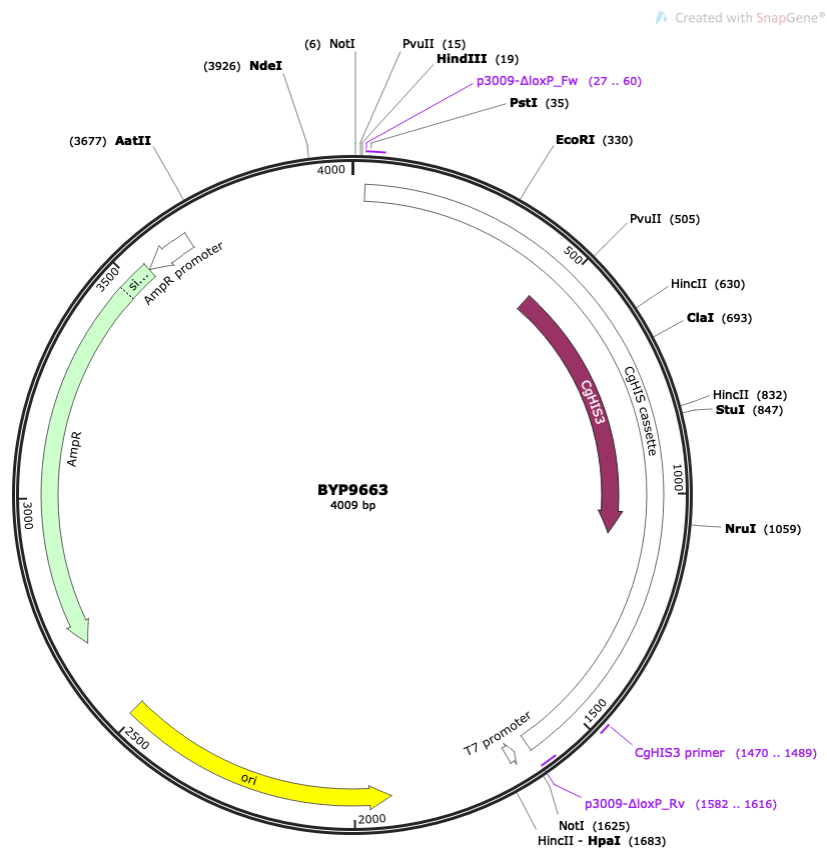 Created with SnapGene®
(6) NotI
PvuII (15)
HindIII (19)
(3926) NdeI
p3009-ΔloxP_Fw (27 .. 60)
PstI (35)
(3677) AatII
EcoRI (330)
4000
PvuII (505)
500
3500
si...
AmpR promoter
HincII (630)
ClaI (693)
CgHIS3
CgHIS cassette
HincII (832)
StuI (847)
AmpR
1000
BYP9663
4009 bp
3000
NruI (1059)
1500
T7 promoter
2500
CgHIS3 primer (1470 .. 1489)
ori
p3009-ΔloxP_Rv (1582 .. 1616)
2000
NotI (1625)
HincII - HpaI (1683)